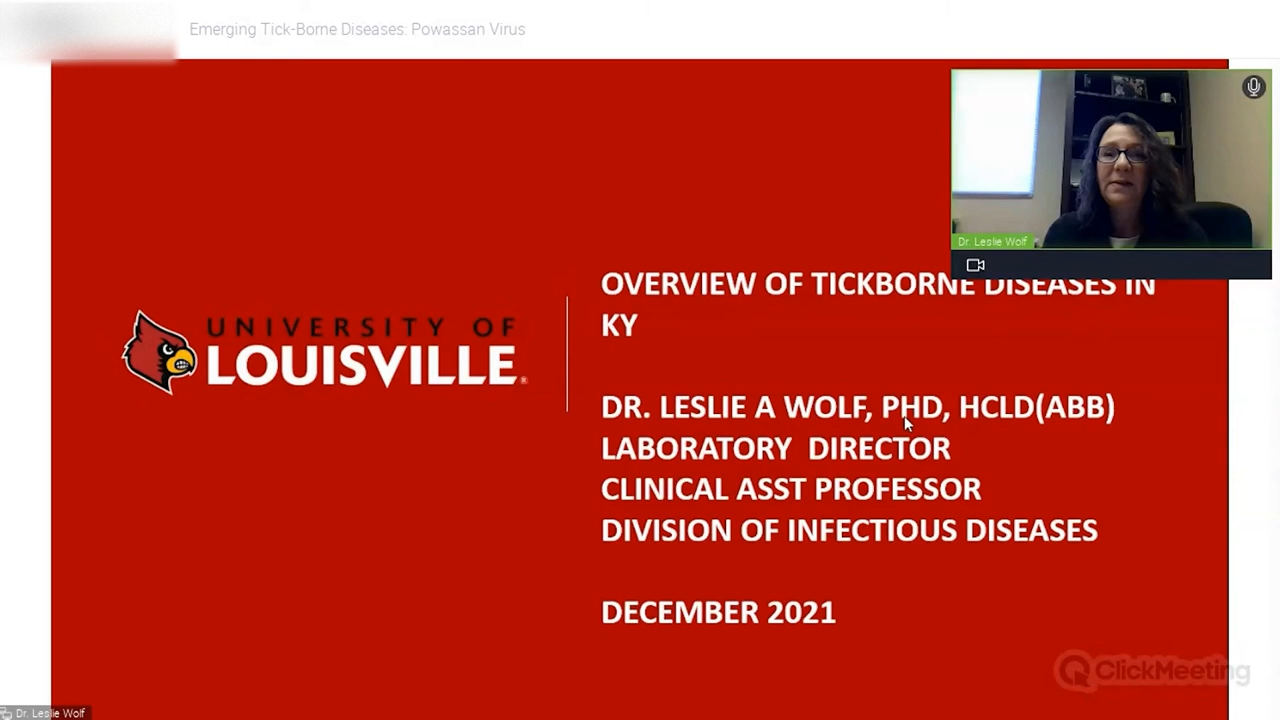 Emerging Tick-Borne Diseases: Powassan Virus
Dr. Leslie Wolf
OVERVIEW OF TICKBORNE DISEASES IN
KY
UNIVERSITY OF
LOUISVILLE®
DR. LESLIE A WOLF, PHD, HCLD(ABB)
LABORATORY DIRECTOR
CLINICAL ASST PROFESSOR
DIVISION OF INFECTIOUS DISEASES
DECEMBER 2021
ClickMeeting
Dr. Leslie Wolf